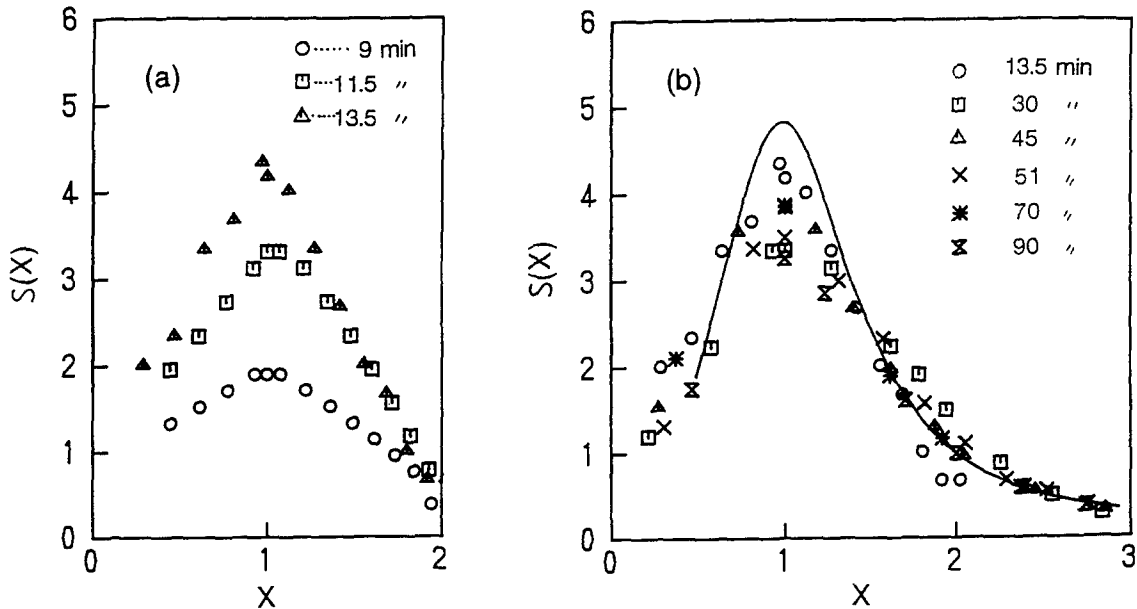 (a)
○······ 9 min
□····11.5 〃
△····13.5 〃
6
5
4
3
2
1
0
S(X)
0 1 2
X
(b)
○ 13.5 min
□ 30 〃
△ 45 〃
× 51 〃
✳ 70 〃
⧖ 90 〃
6
5
4
3
2
1
0
S(X)
0 1 2 3
X